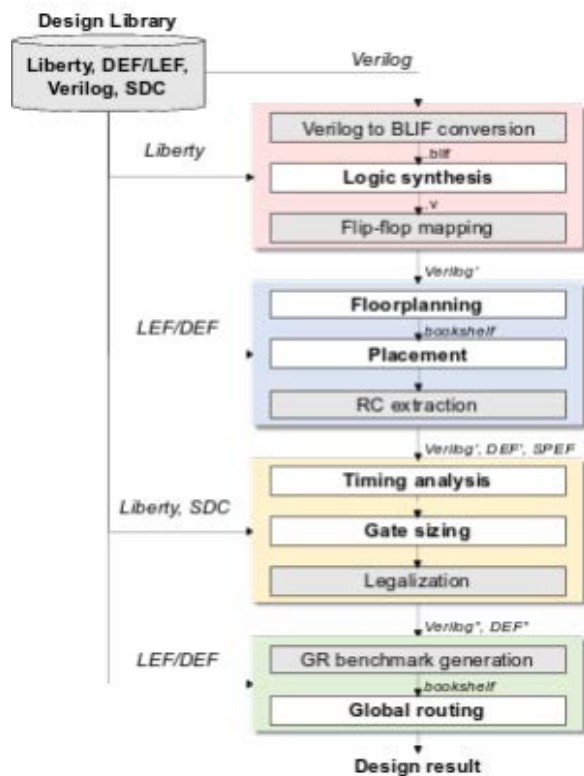 Design Library
Liberty, DEF/LEF,
Verilog, SDC
Verilog
Verilog to BLIF conversion
.blif
Liberty
Logic synthesis
.v
Flip-flop mapping
Verilog'
Floorplanning
LEF/DEF
bookshelf
Placement
RC extraction
Verilog', DEF', SPEF
Timing analysis
Liberty, SDC
Gate sizing
Legalization
Verilog", DEF"
LEF/DEF
GR benchmark generation
bookshelf
Global routing
Design result